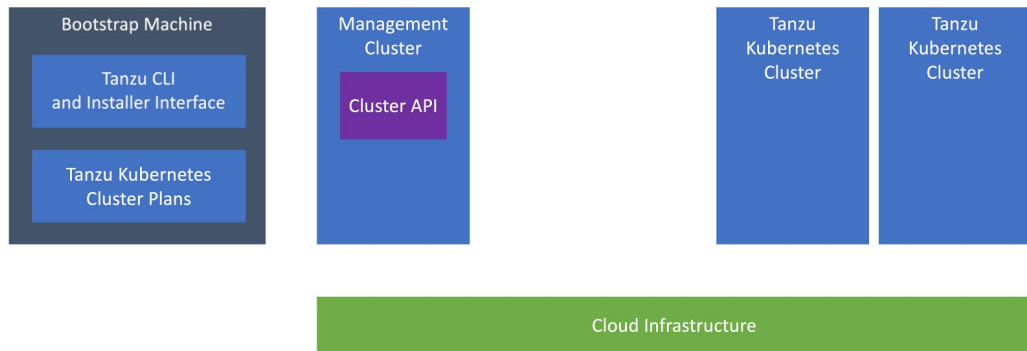 Bootstrap Machine
Tanzu CLI
and Installer Interface
Tanzu Kubernetes
Cluster Plans
Management
Cluster
Cluster API
Tanzu
Kubernetes
Cluster
Tanzu
Kubernetes
Cluster
Cloud Infrastructure